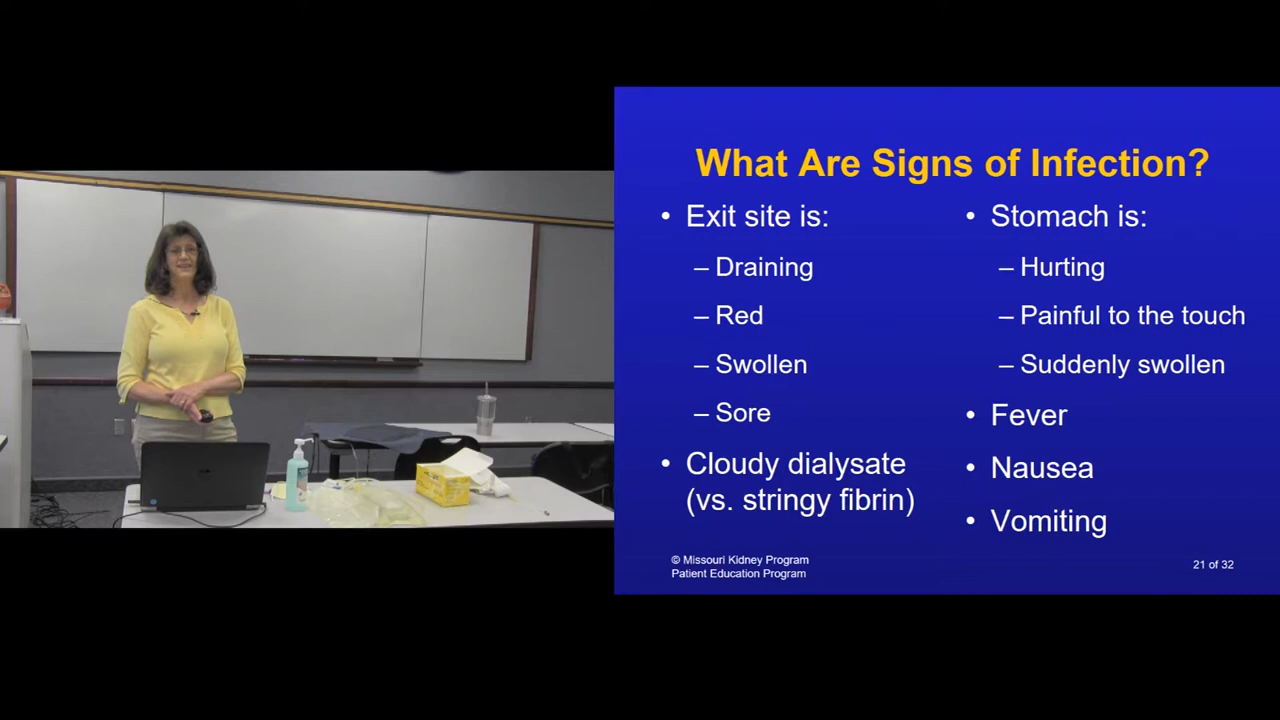 What Are Signs of Infection?
• Exit site is:
– Draining
– Red
– Swollen
– Sore
• Cloudy dialysate
(vs. stringy fibrin)
• Stomach is:
– Hurting
– Painful to the touch
– Suddenly swollen
• Fever
• Nausea
• Vomiting
© Missouri Kidney Program
Patient Education Program
21 of 32